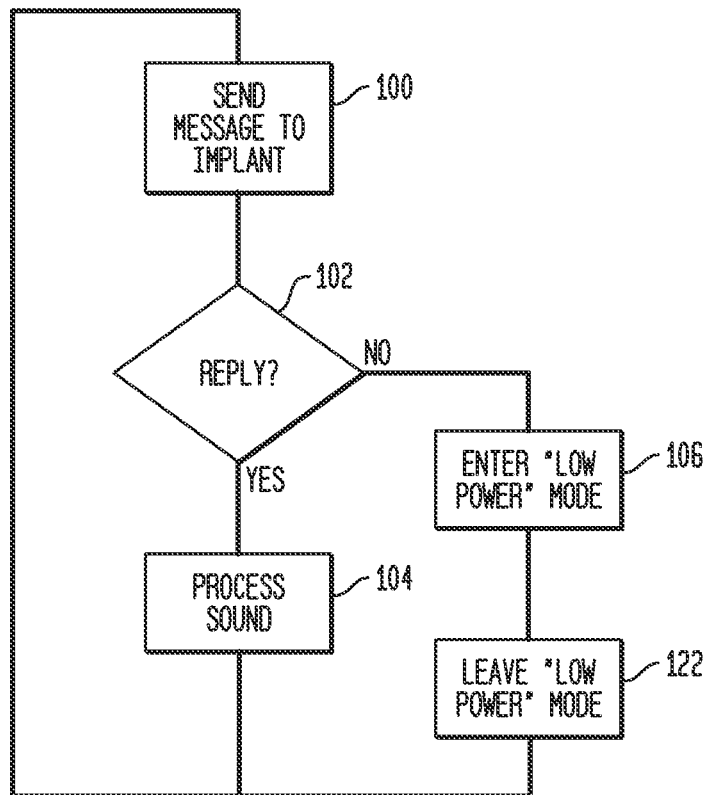 SEND
MESSAGE TO
IMPLANT
100
102
REPLY?
NO
YES
ENTER "LOW
POWER" MODE
106
PROCESS
SOUND
104
LEAVE "LOW
POWER" MODE
122